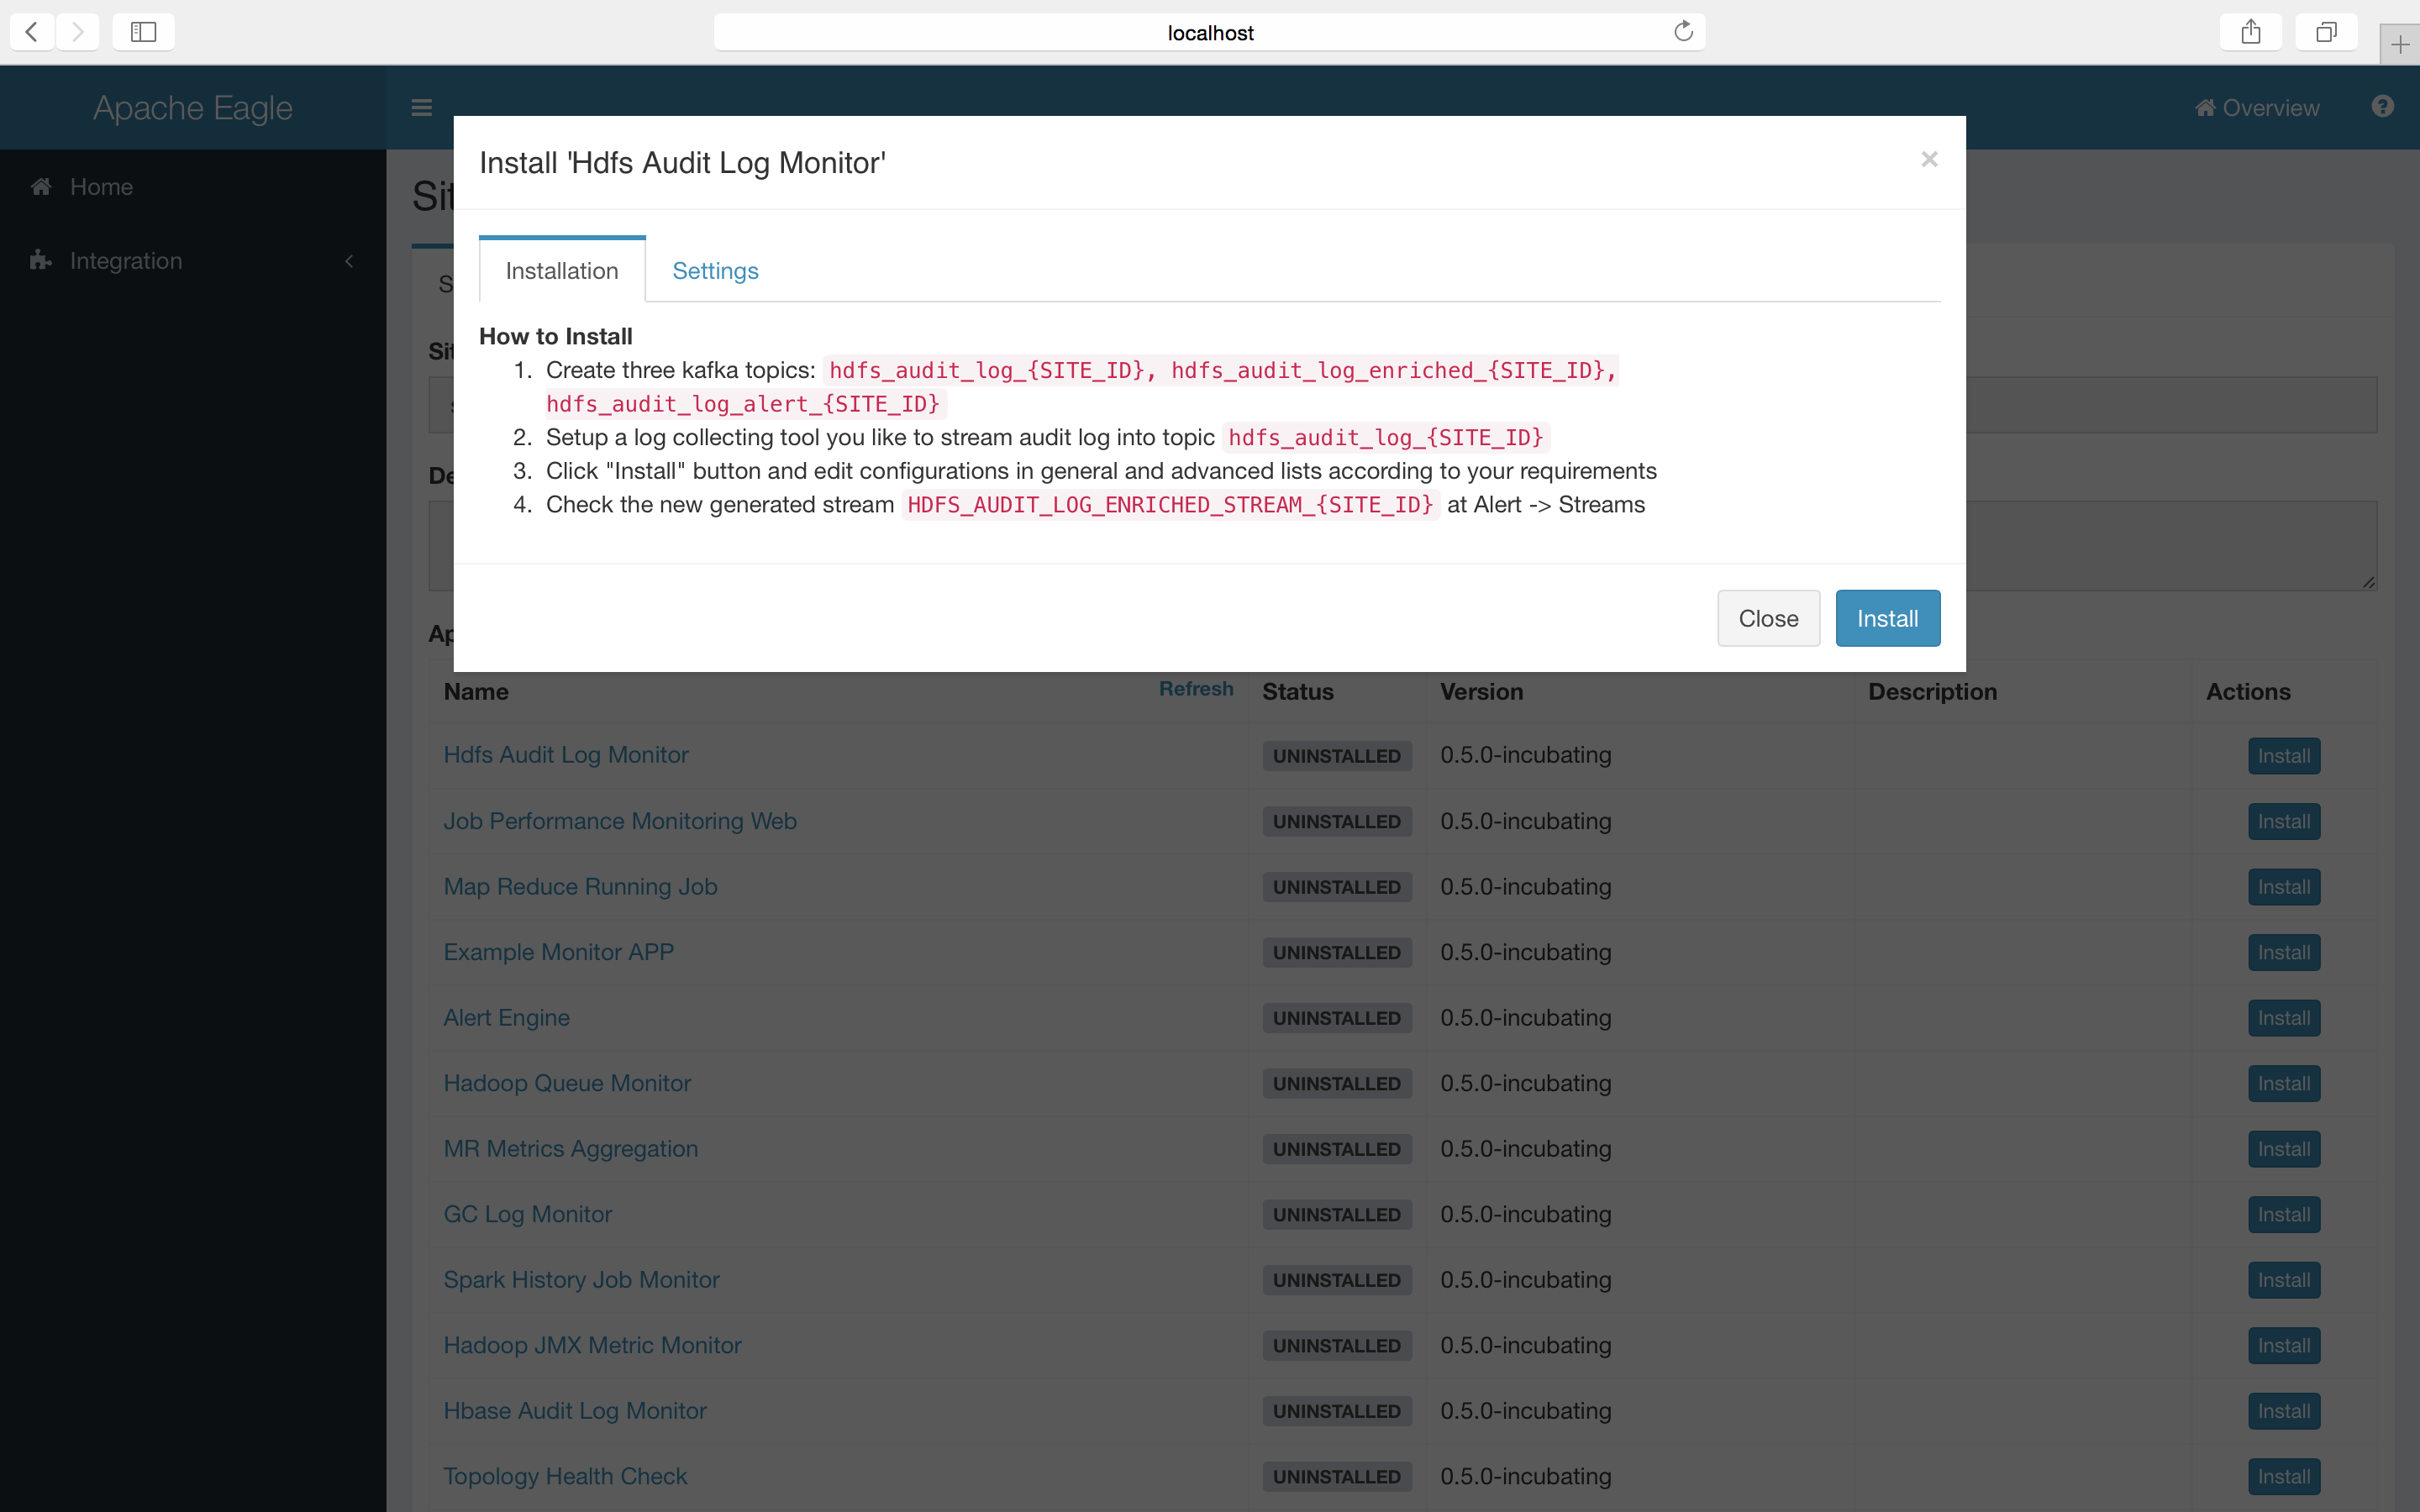 localhost
Apache Eagle
Overview
Home
Integration
Install 'Hdfs Audit Log Monitor'
×
Installation
Settings
How to Install
1. Create three kafka topics: hdfs_audit_log_{SITE_ID}, hdfs_audit_log_enriched_{SITE_ID},
hdfs_audit_log_alert_{SITE_ID}
2. Setup a log collecting tool you like to stream audit log into topic hdfs_audit_log_{SITE_ID}
3. Click "Install" button and edit configurations in general and advanced lists according to your requirements
4. Check the new generated stream HDFS_AUDIT_LOG_ENRICHED_STREAM_{SITE_ID} at Alert -> Streams
Close Install
Name Refresh Status Version Description Actions
Hdfs Audit Log Monitor UNINSTALLED 0.5.0-incubating Install
Job Performance Monitoring Web UNINSTALLED 0.5.0-incubating Install
Map Reduce Running Job UNINSTALLED 0.5.0-incubating Install
Example Monitor APP UNINSTALLED 0.5.0-incubating Install
Alert Engine UNINSTALLED 0.5.0-incubating Install
Hadoop Queue Monitor UNINSTALLED 0.5.0-incubating Install
MR Metrics Aggregation UNINSTALLED 0.5.0-incubating Install
GC Log Monitor UNINSTALLED 0.5.0-incubating Install
Spark History Job Monitor UNINSTALLED 0.5.0-incubating Install
Hadoop JMX Metric Monitor UNINSTALLED 0.5.0-incubating Install
Hbase Audit Log Monitor UNINSTALLED 0.5.0-incubating Install
Topology Health Check UNINSTALLED 0.5.0-incubating Install